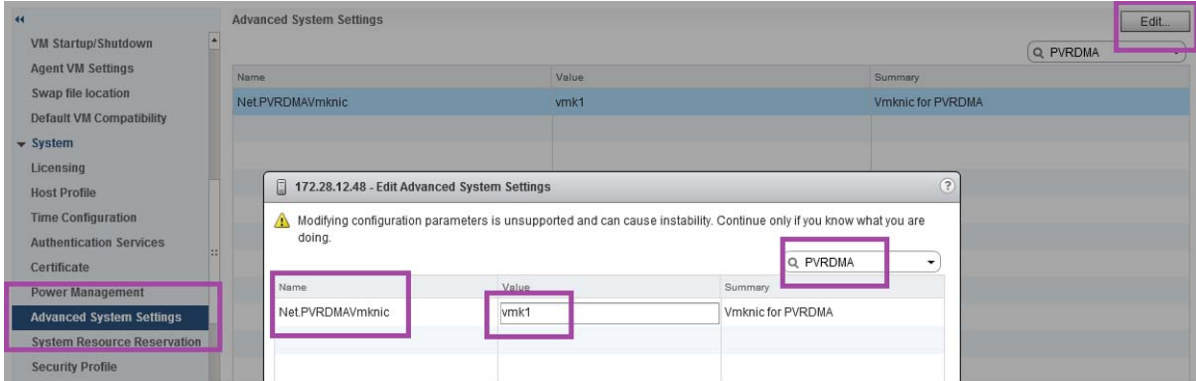 Advanced System Settings
Edit...
VM Startup/Shutdown
PVRDMA
Agent VM Settings
Name Value Summary
Swap file location
Net.PVRDMAVmknic vmk1 Vmknic for PVRDMA
Default VM Compatibility
System
Licensing
Host Profile
Time Configuration
Authentication Services
Certificate
Power Management
Advanced System Settings
System Resource Reservation
Security Profile
172.28.12.48 - Edit Advanced System Settings
?
Modifying configuration parameters is unsupported and can cause instability. Continue only if you know what you are
doing.
PVRDMA
Name Value Summary
Net.PVRDMAVmknic vmk1 Vmknic for PVRDMA